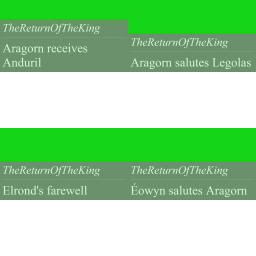 TheReturnOfTheKing
Aragorn receives
Anduril
TheReturnOfTheKing
Aragorn salutes Legolas
TheReturnOfTheKing
Elrond's farewell
TheReturnOfTheKing
Éowyn salutes Aragorn